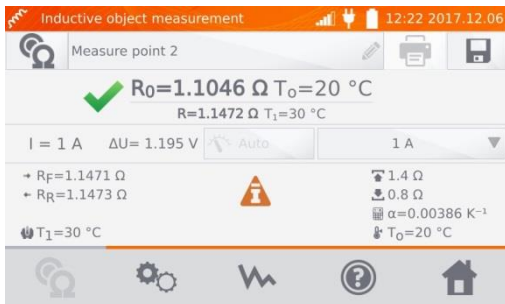 Inductive object measurement 12:22 2017.12.06
Measure point 2
R₀=1.1046 Ω T₀=20 °C
R=1.1472 Ω T₁=30 °C
I = 1 A ΔU= 1.195 V Auto 1 A
RF=1.1471 Ω 1.4 Ω
RR=1.1473 Ω 0.8 Ω
α=0.00386 K⁻¹
T₁=30 °C T₀=20 °C